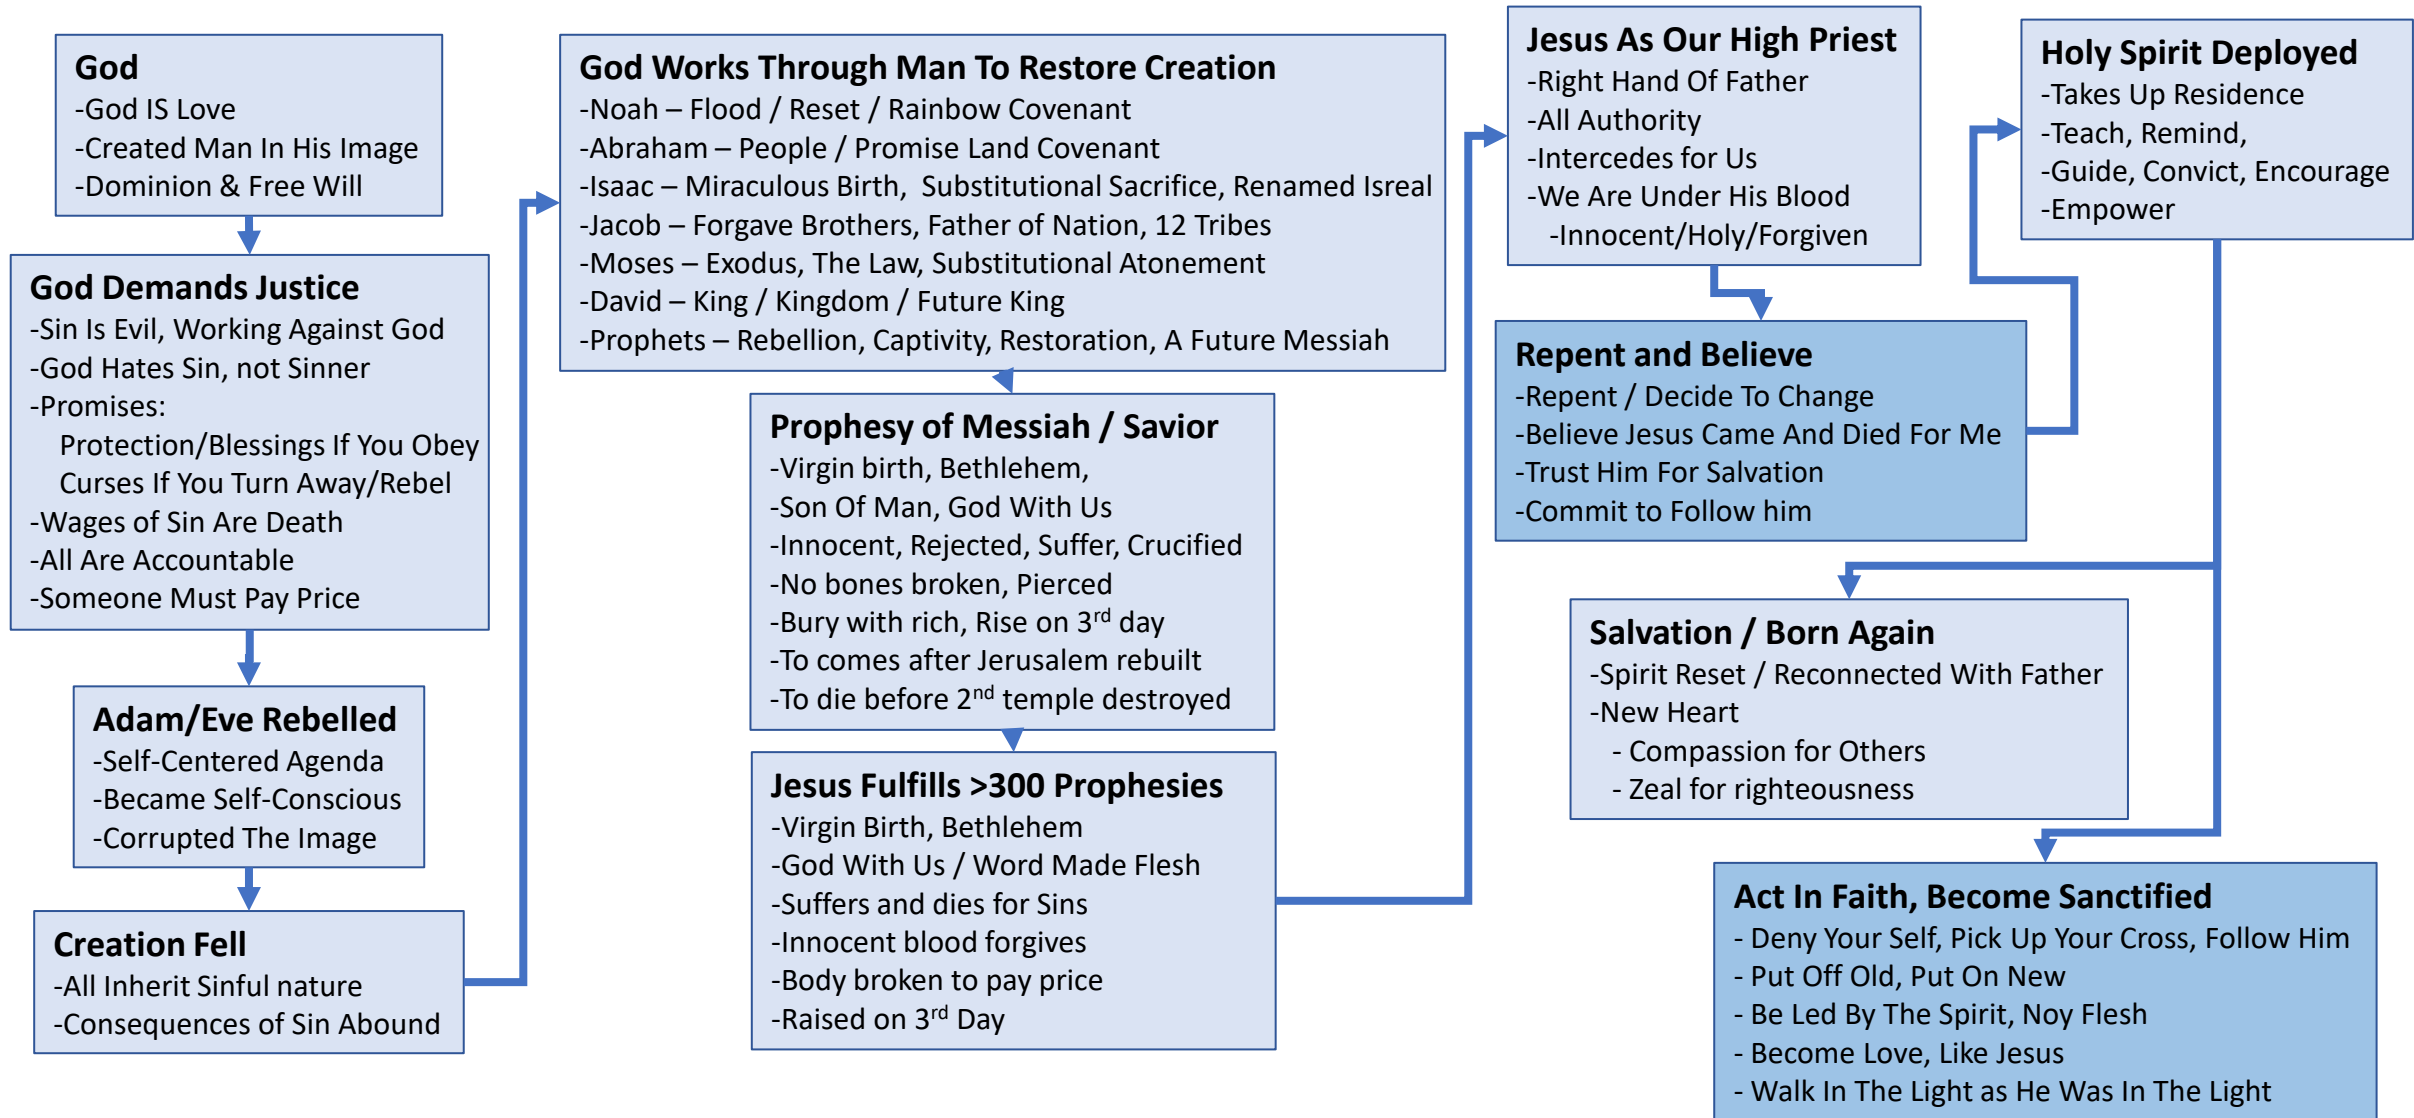 God
-God IS Love
-Created Man In His Image
-Dominion & Free Will
God Demands Justice
-Sin Is Evil, Working Against God
-God Hates Sin, not Sinner
-Promises:
Protection/Blessings If You Obey
Curses If You Turn Away/Rebel
-Wages of Sin Are Death
-All Are Accountable
-Someone Must Pay Price
Adam/Eve Rebelled
-Self-Centered Agenda
-Became Self-Conscious
-Corrupted The Image
Creation Fell
-All Inherit Sinful nature
-Consequences of Sin Abound
God Works Through Man To Restore Creation
-Noah – Flood / Reset / Rainbow Covenant
-Abraham – People / Promise Land Covenant
-Isaac – Miraculous Birth,  Substitutional Sacrifice, Renamed Isreal
-Jacob – Forgave Brothers, Father of Nation, 12 Tribes
-Moses – Exodus, The Law, Substitutional Atonement
-David – King / Kingdom / Future King
-Prophets – Rebellion, Captivity, Restoration, A Future Messiah
Prophesy of Messiah / Savior
-Virgin birth, Bethlehem,
-Son Of Man, God With Us
-Innocent, Rejected, Suffer, Crucified
-No bones broken, Pierced
-Bury with rich, Rise on 3rd day
-To comes after Jerusalem rebuilt
-To die before 2nd temple destroyed
Jesus Fulfills >300 Prophesies
-Virgin Birth, Bethlehem
-God With Us / Word Made Flesh
-Suffers and dies for Sins
-Innocent blood forgives
-Body broken to pay price
-Raised on 3rd Day
Jesus As Our High Priest
-Right Hand Of Father
-All Authority
-Intercedes for Us
-We Are Under His Blood
-Innocent/Holy/Forgiven
Repent and Believe
-Repent / Decide To Change
-Believe Jesus Came And Died For Me
-Trust Him For Salvation
-Commit to Follow him
Holy Spirit Deployed
-Takes Up Residence
-Teach, Remind,
-Guide, Convict, Encourage
-Empower
Salvation / Born Again
-Spirit Reset / Reconnected With Father
-New Heart
- Compassion for Others
- Zeal for righteousness
Act In Faith, Become Sanctified
- Deny Your Self, Pick Up Your Cross, Follow Him
- Put Off Old, Put On New
- Be Led By The Spirit, Noy Flesh
- Become Love, Like Jesus
- Walk In The Light as He Was In The Light